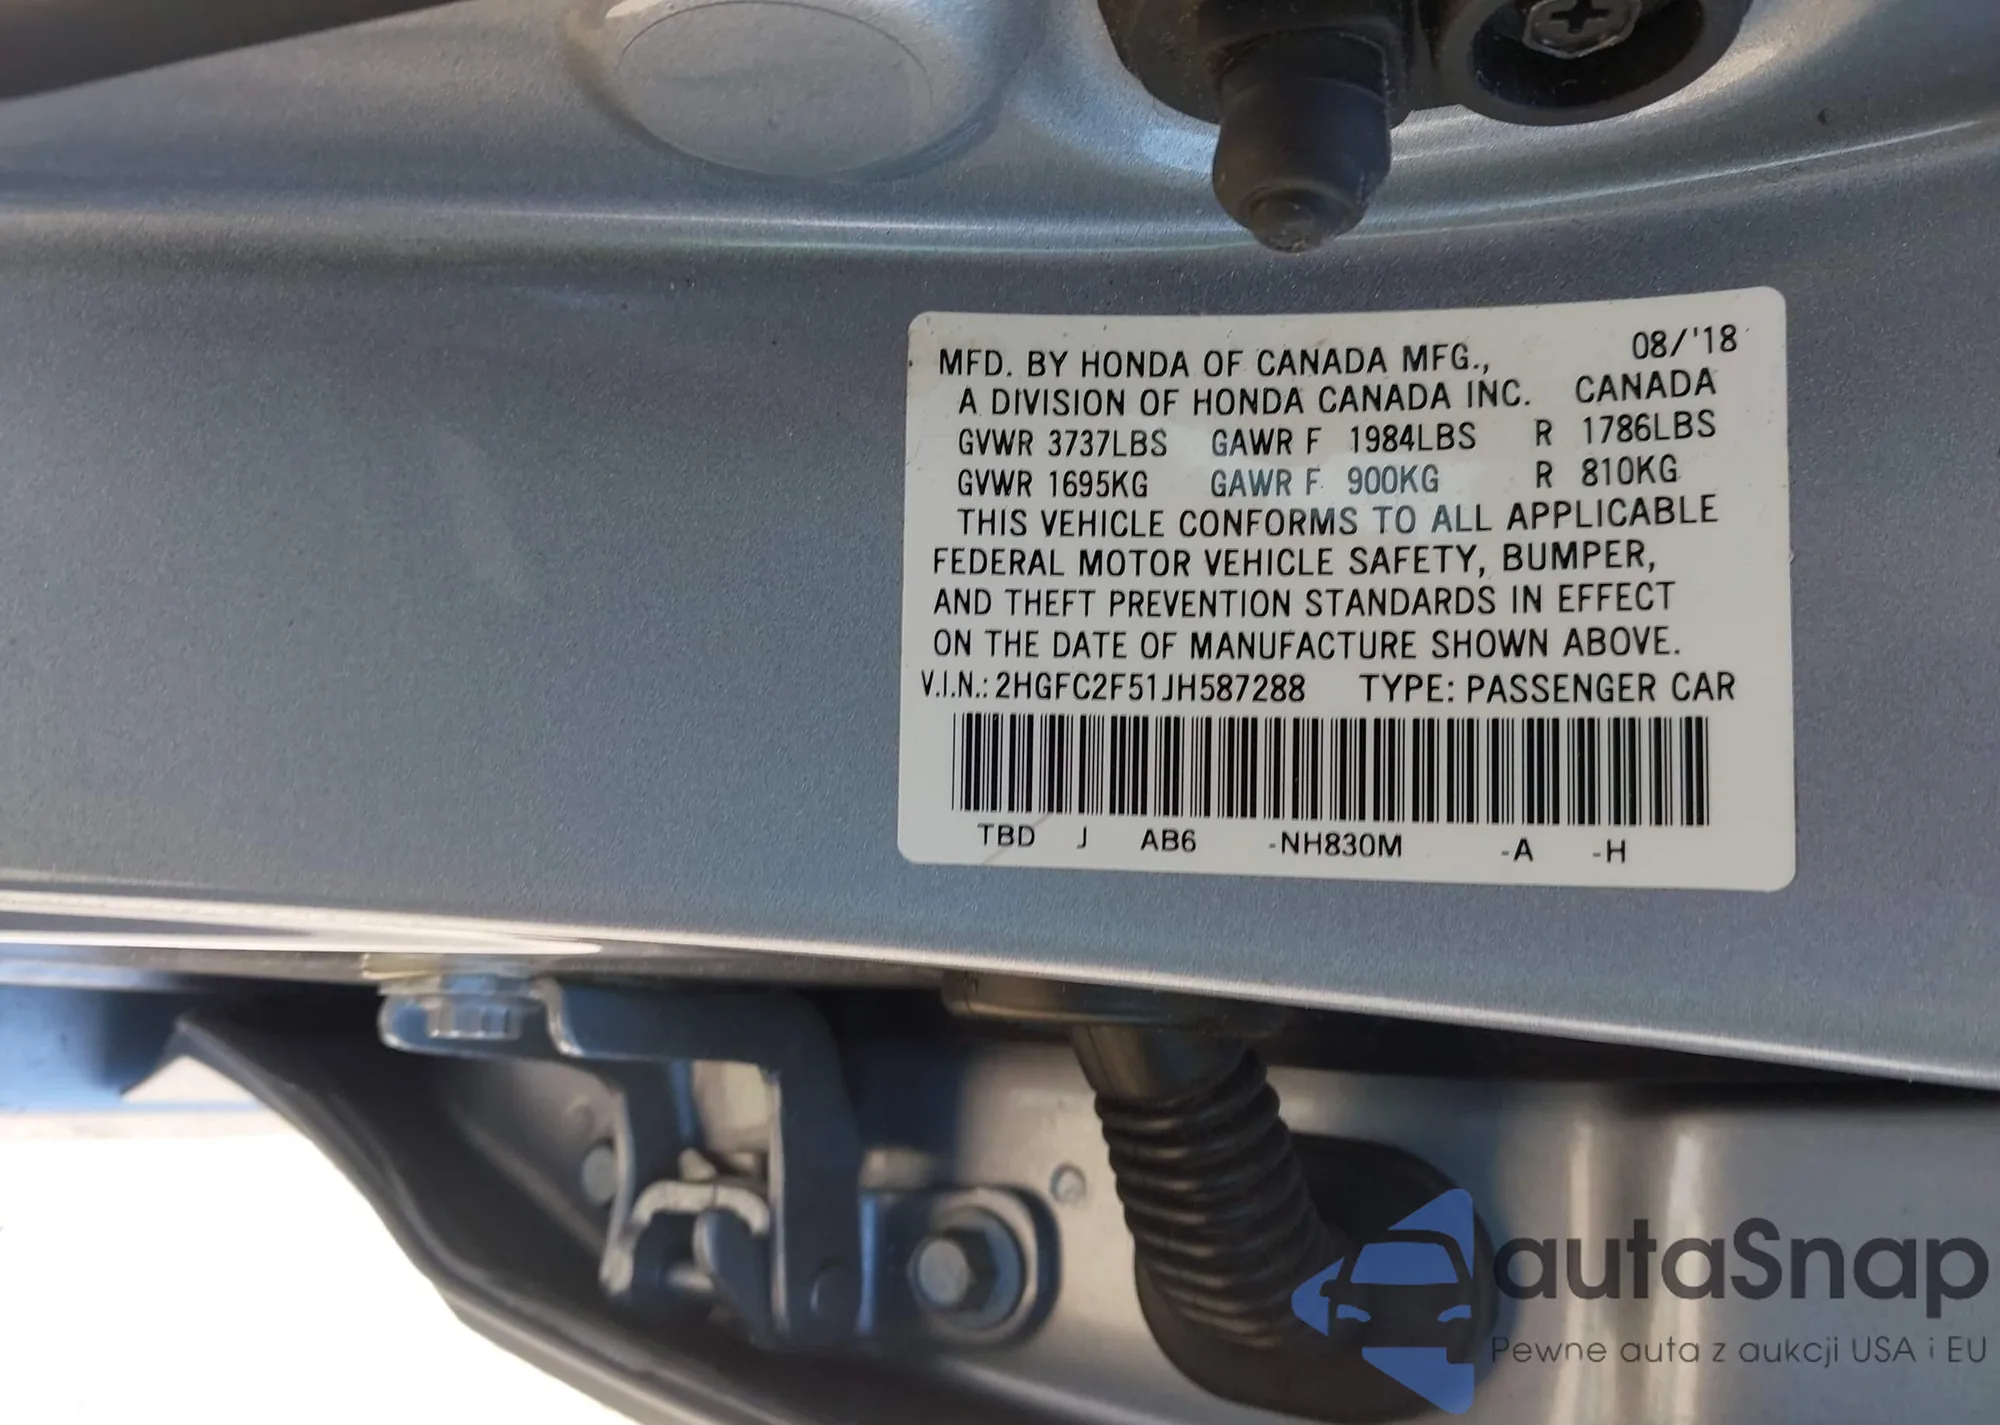 MFD. BY HONDA OF CANADA MFG., 08/'18
A DIVISION OF HONDA CANADA INC. CANADA
GVWR 3737LBS GAWR F 1984LBS R 1786LBS
GVWR 1695KG GAWR F 900KG R 810KG
THIS VEHICLE CONFORMS TO ALL APPLICABLE
FEDERAL MOTOR VEHICLE SAFETY, BUMPER,
AND THEFT PREVENTION STANDARDS IN EFFECT
ON THE DATE OF MANUFACTURE SHOWN ABOVE.
V.I.N.: 2HGFC2F51JH587288 TYPE: PASSENGER CAR
TBD J AB6 -NH830M -A -H
autaSnap
Pewne auta z aukcji USA i EU